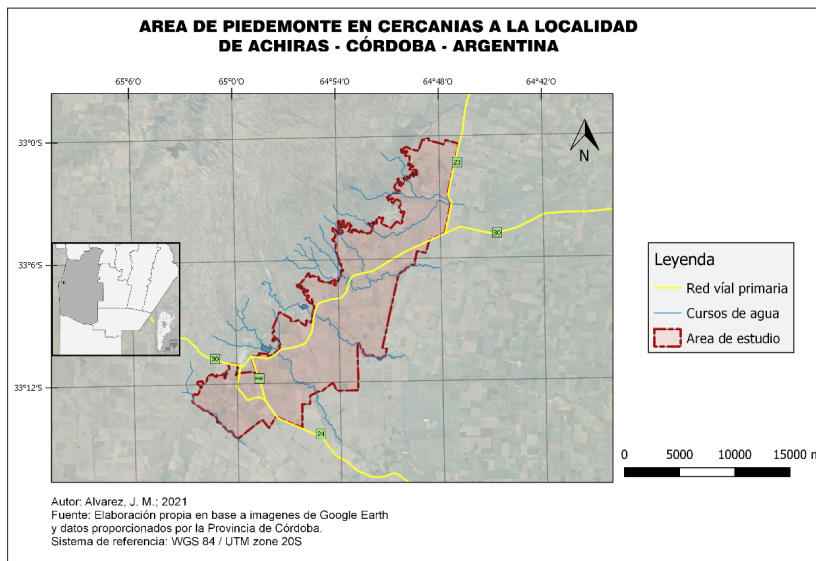 AREA DE PIEDEMONTE EN CERCANIAS A LA LOCALIDAD
DE ACHIRAS - CÓRDOBA - ARGENTINA
65°6'O 65°0'O 64°54'O 64°48'O 64°42'O
33°0'S
N
23
30
33°6'S
Leyenda
Red víal primaria
Cursos de agua
Area de estudio
30
33°12'S
24
0 5000 10000 15000 m
Autor: Alvarez, J. M.; 2021
Fuente: Elaboración propia en base a imagenes de Google Earth
y datos proporcionados por la Provincia de Córdoba.
Sistema de referencia: WGS 84 / UTM zone 20S